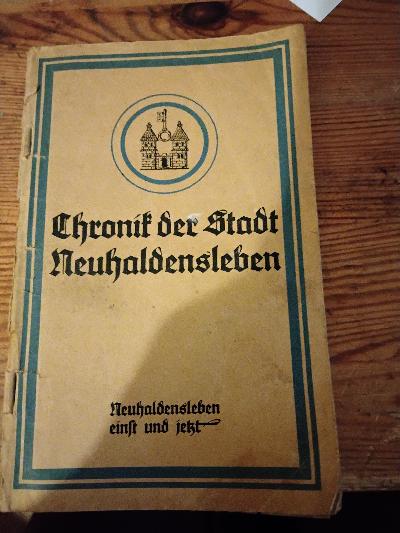 Chronik der Stadt
Neuhaldensleben
Neuhaldensleben
einst und jetzt